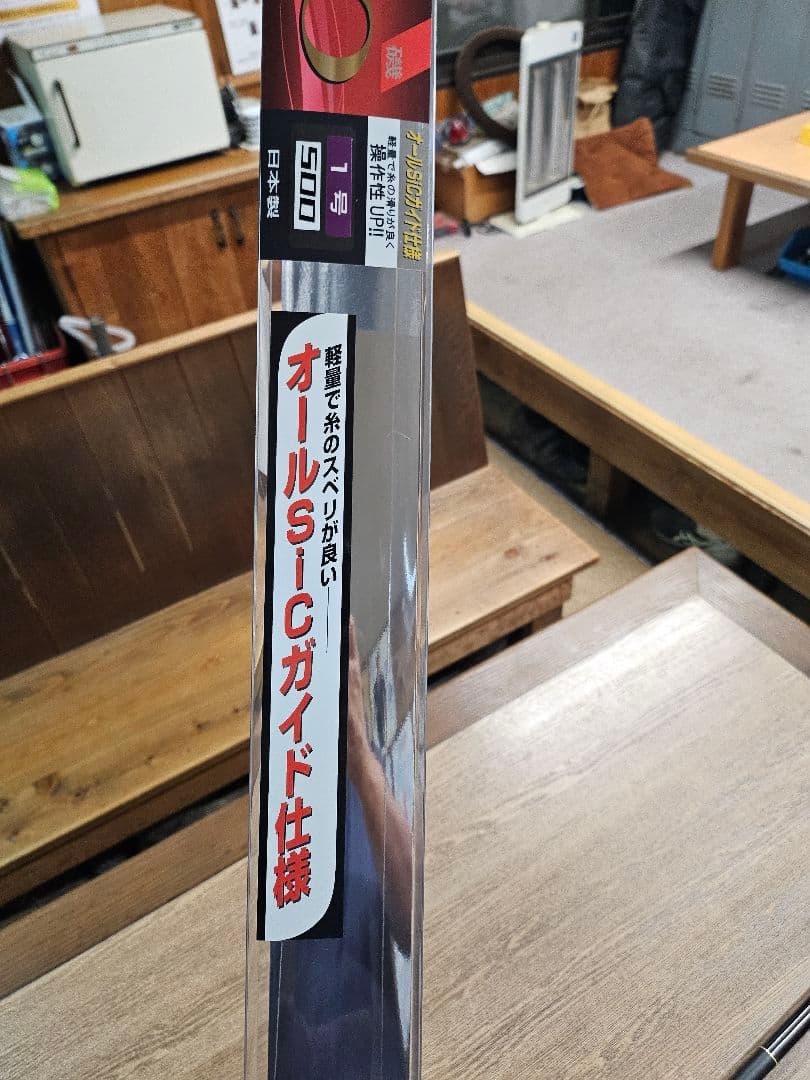 オールSiCガイド仕様
軽量で糸の滑りが良く
操作性UP!!
1号
500
日本製
軽量で糸のスベリが良い
オールSiCガイド仕様